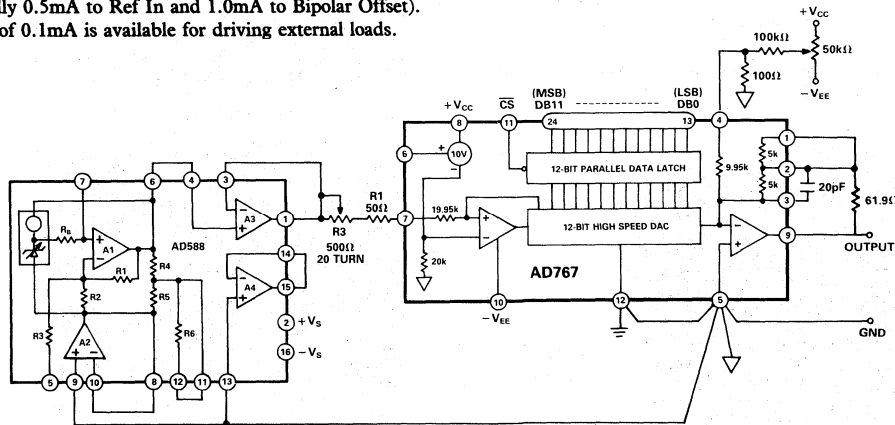 lly 0.5mA to Ref In and 1.0mA to Bipolar Offset).
of 0.1mA is available for driving external loads.
+VCC
100kΩ
50kΩ
100Ω
-VEE
+VCC
CS
(MSB)
DB11
(LSB)
DB0
8
11
24
13
4
6
+
10V
-
12-BIT PARALLEL DATA LATCH
9.95k
1
5k
2
5k
3
20pF
61.9Ω
7
6
4
3
RB
+
A1
-
R1
AD588
R4
R5
R2
R3
A2
+
-
R6
-
A3
+
1
14
-
A4
+
15
2
+VS
16
-VS
5
9
10
8
12
11
13
R3
500Ω
20 TURN
R1
50Ω
7
19.95k
20k
-
+
12-BIT HIGH SPEED DAC
AD767
10
-VEE
12
-
+
9
OUTPUT
5
GND